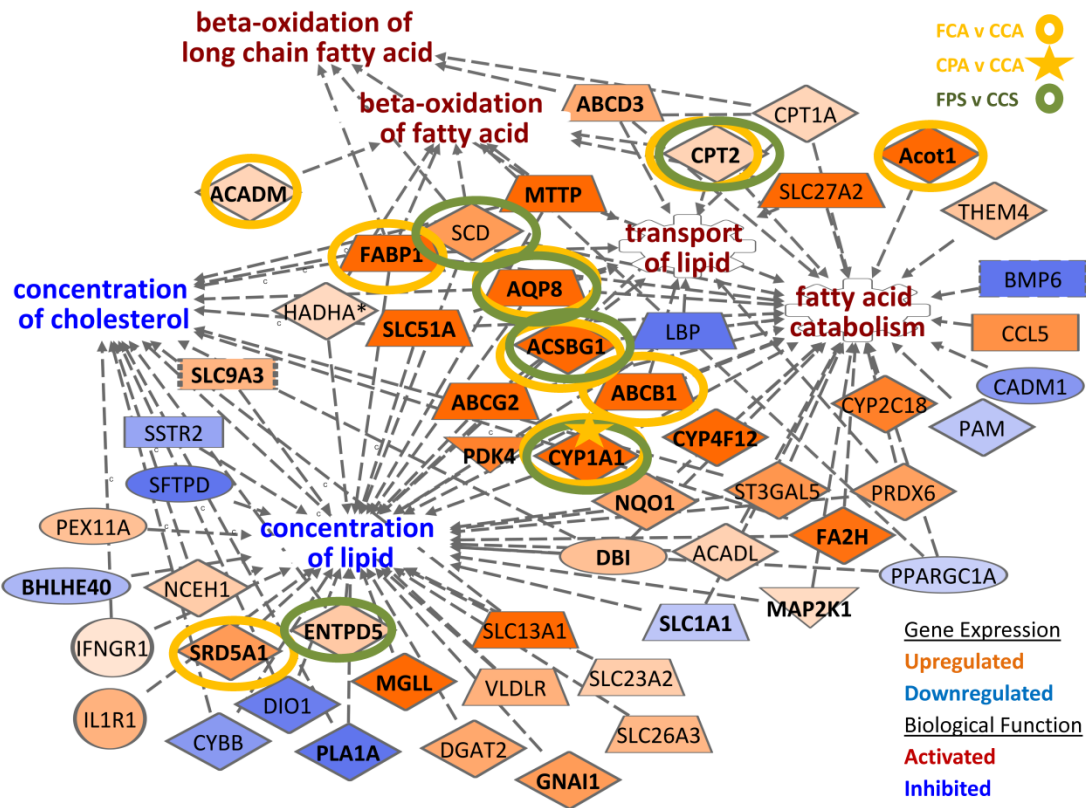 beta-oxidation of
long chain fatty acid
FCA v CCA
CPA v CCA
FPS v CCS
beta-oxidation
of fatty acid
ABCD3
CPT1A
CPT2
Acot1
ACADM
MTTP
SLC27A2
THEM4
SCD
FABP1
transport
of lipid
AQP8
BMP6
concentration
of cholesterol
HADHA*
fatty acid
catabolism
SLC51A
ACSBG1
LBP
CCL5
SLC9A3
ABCG2
ABCB1
CYP2C18
CADM1
SSTR2
PDK4
CYP1A1
CYP4F12
PAM
SFTPD
NQO1
ST3GAL5
PRDX6
PEX11A
concentration
of lipid
DBI
ACADL
FA2H
BHLHE40
NCEH1
PPARGC1A
IFNGR1
SRD5A1
ENTPD5
SLC13A1
SLC1A1
MAP2K1
Gene Expression
Upregulated
Downregulated
Biological Function
Activated
Inhibited
MGLL
VLDLR
SLC23A2
IL1R1
DIO1
CYBB
PLA1A
DGAT2
SLC26A3
GNAI1
c
c
c
c
c
c
c
c
c